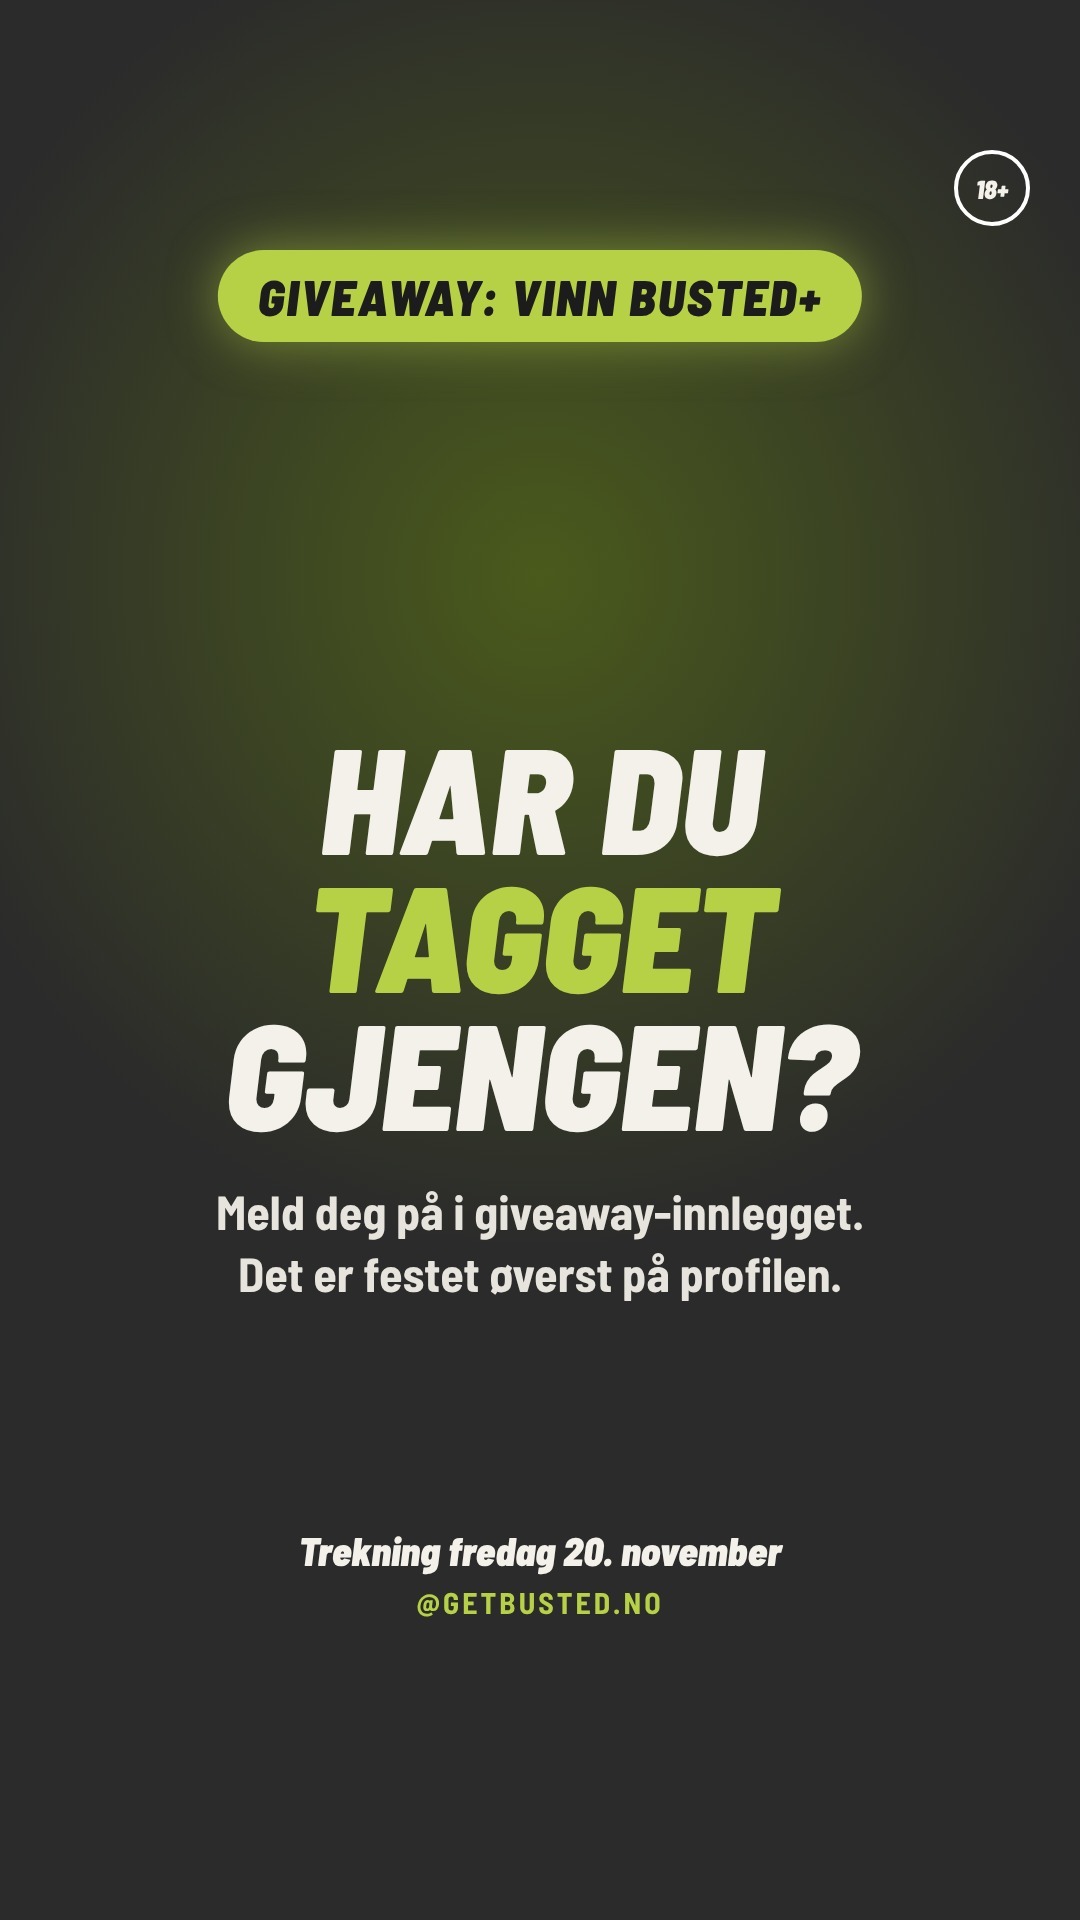 18+
GIVEAWAY: VINN BUSTED+
HAR DU
TAGGET
GJENGEN?
Meld deg på i giveaway-innlegget.
Det er festet øverst på profilen.
Trekning fredag 20. november
@GETBUSTED.NO